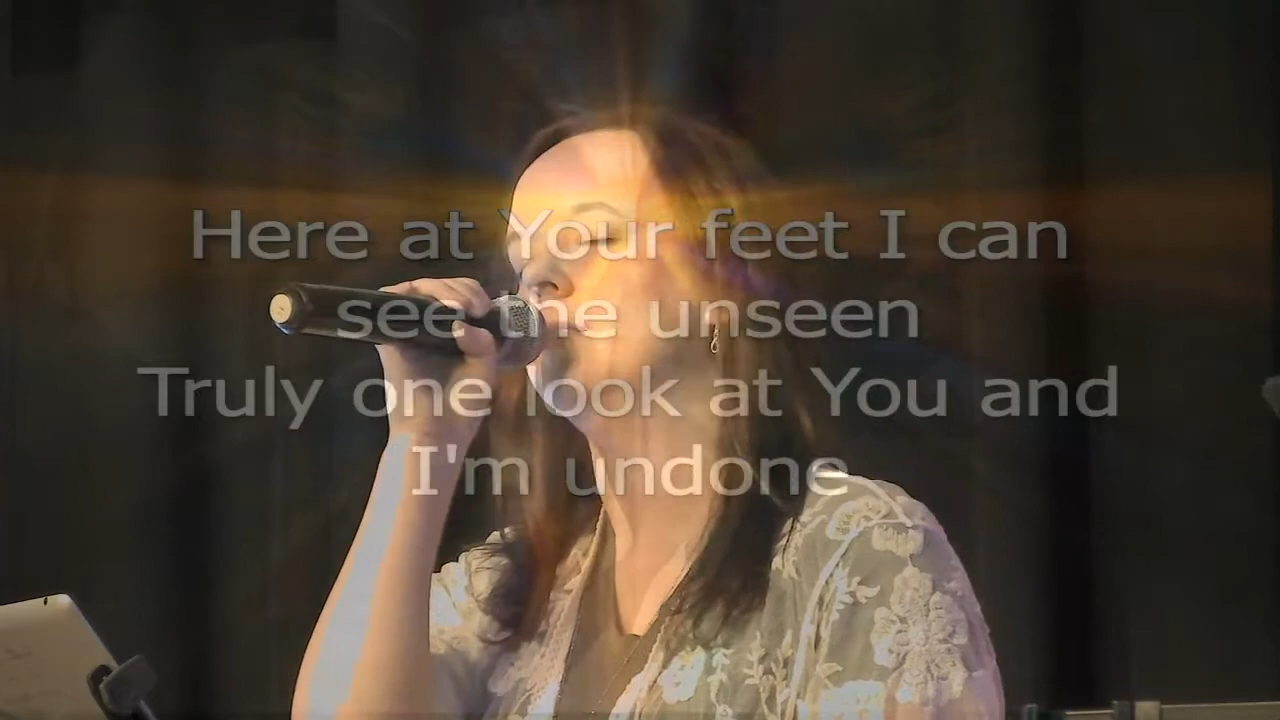 Here at Your feet I can
see the unseen
Truly one look at You and
I'm undone